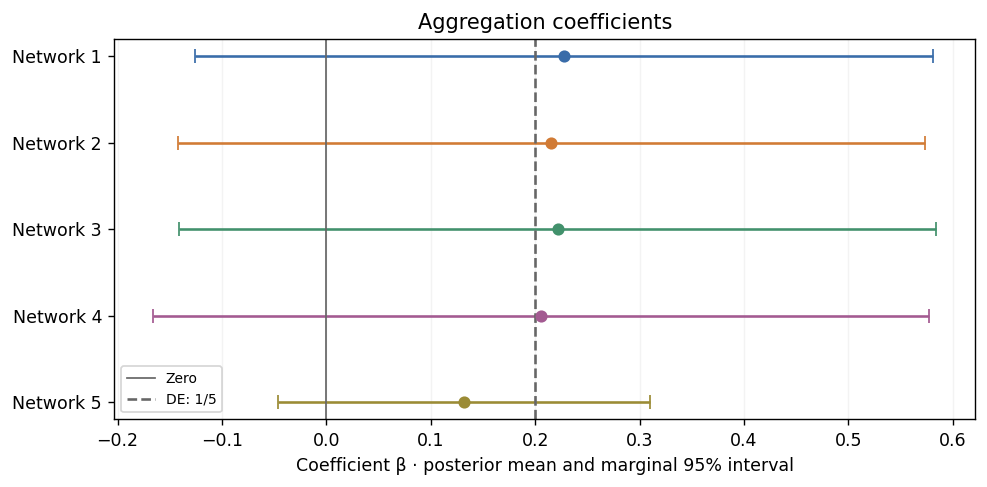 Aggregation coefficients
Network 1
Network 2
Network 3
Network 4
Network 5
Zero
DE: 1/5
−0.2 −0.1 0.0 0.1 0.2 0.3 0.4 0.5 0.6
Coefficient β · posterior mean and marginal 95% interval